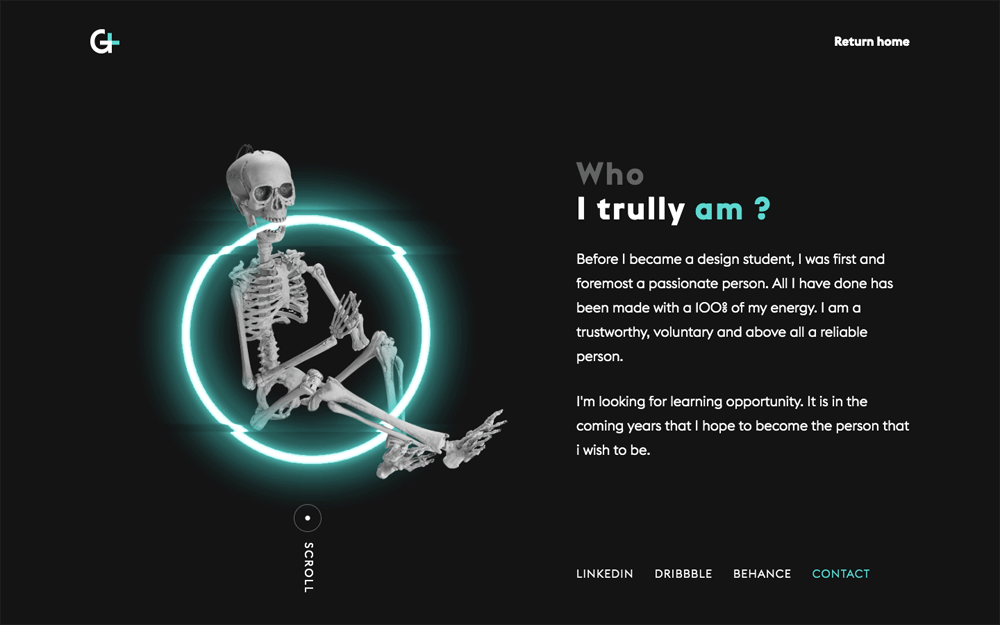 G+
Return home
Who
I trully am ?
Before I became a design student, I was first and
foremost a passionate person. All I have done has
been made with a 100% of my energy. I am a
trustworthy, voluntary and above all a reliable
person.
I'm looking for learning opportunity. It is in the
coming years that I hope to become the person that
i wish to be.
SCROLL
LINKEDIN DRIBBBLE BEHANCE CONTACT